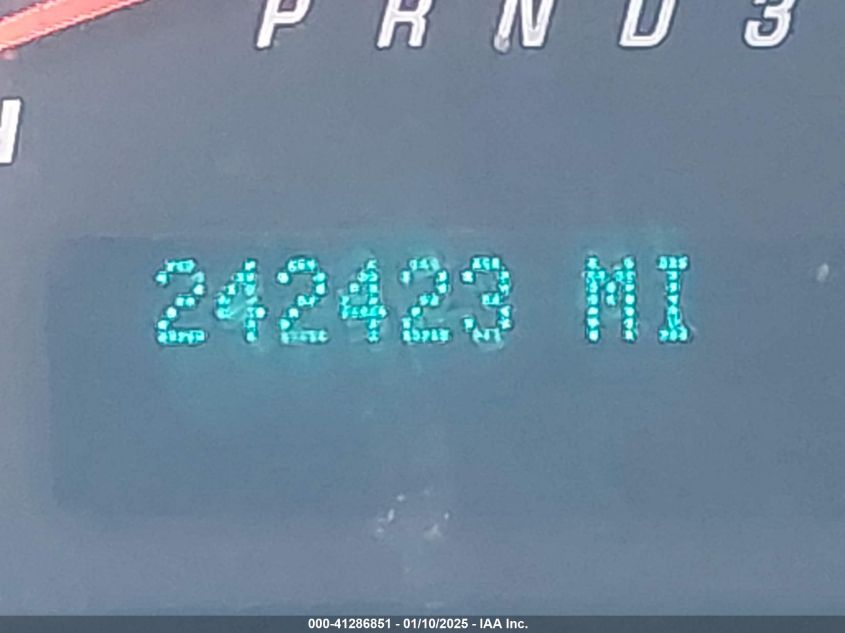 P R N D 3
H
242423 MI
000-41286851 - 01/10/2025 - IAA Inc.